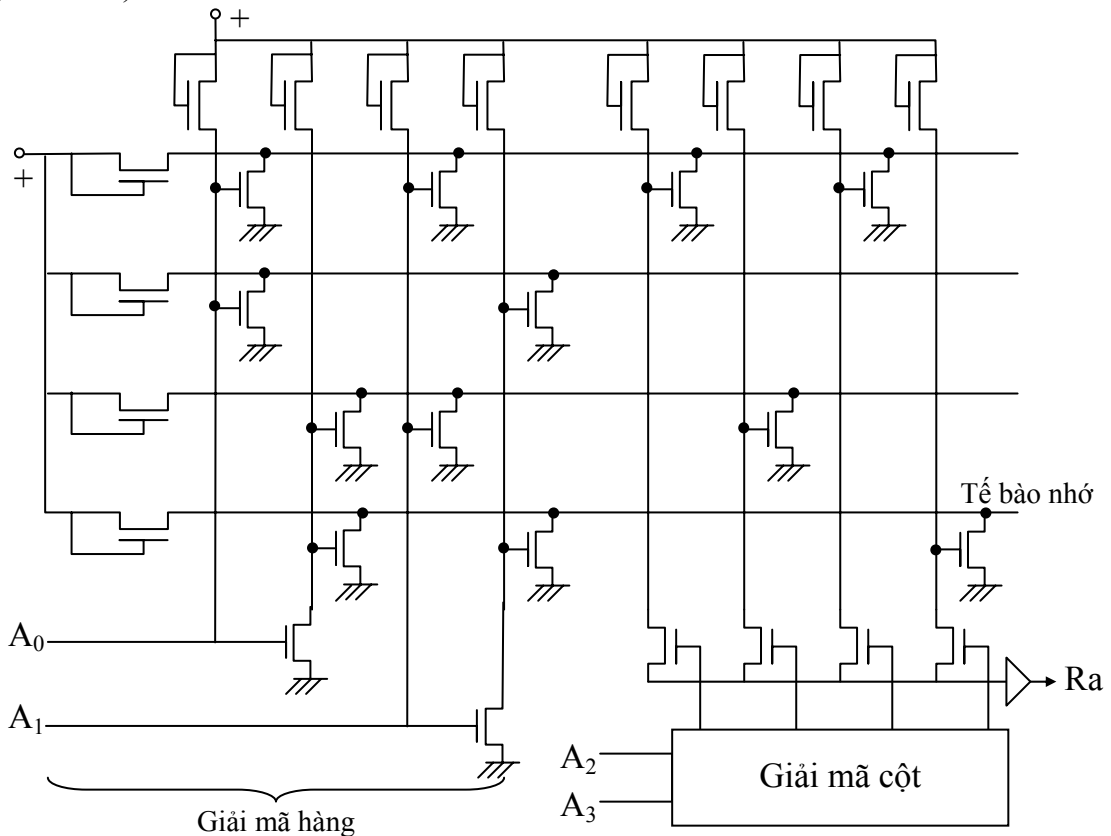 +
+
Tế bào nhớ
A₀
Ra
A₁
A₂
Giải mã cột
A₃
Giải mã hàng